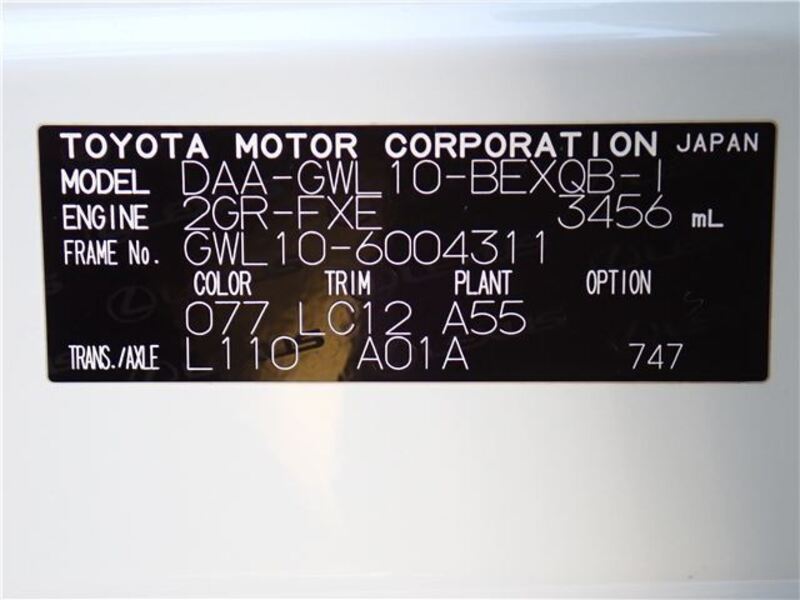 TOYOTA MOTOR CORPORATION JAPAN
MODEL DAA-GWL10-BEXQB-I
ENGINE 2GR-FXE 3456 mL
FRAME No. GWL10-6004311
COLOR TRIM PLANT OPTION
077 LC12 A55
TRANS./AXLE L110 A01A 747